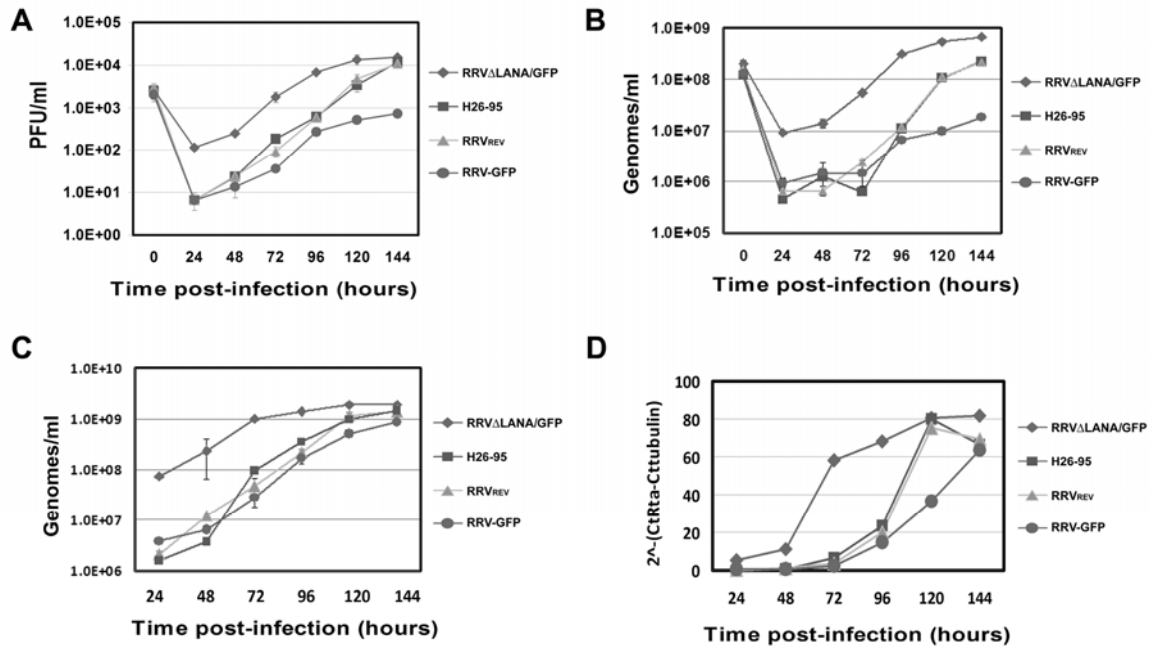 A
PFU/ml
1.0E+05
1.0E+04
1.0E+03
1.0E+02
1.0E+01
1.0E+00
0 24 48 72 96 120 144
Time post-infection (hours)
RRVΔLANA/GFP
H26-95
RRVREV
RRV-GFP
B
Genomes/ml
1.0E+09
1.0E+08
1.0E+07
1.0E+06
1.0E+05
0 24 48 72 96 120 144
Time post-infection (hours)
RRVΔLANA/GFP
H26-95
RRVREV
RRV-GFP
C
Genomes/ml
1.0E+10
1.0E+09
1.0E+08
1.0E+07
1.0E+06
24 48 72 96 120 144
Time post-infection (hours)
RRVΔLANA/GFP
H26-95
RRVREV
RRV-GFP
D
2^-(CtRta-Cttubulin)
100
80
60
40
20
0
24 48 72 96 120 144
Time post-infection (hours)
RRVΔLANA/GFP
H26-95
RRVREV
RRV-GFP